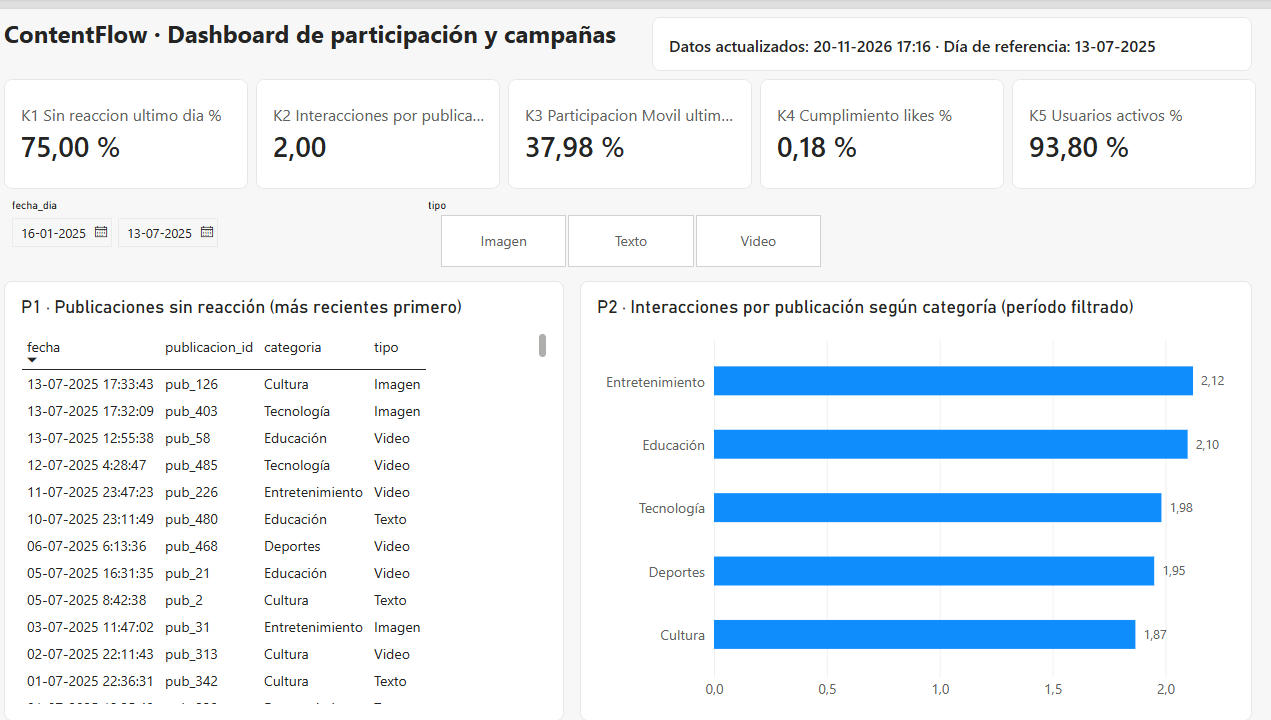 ContentFlow · Dashboard de participación y campañas
Datos actualizados: 20-11-2026 17:16 · Día de referencia: 13-07-2025
K1 Sin reaccion ultimo dia %
75,00 %
K2 Interacciones por publica...
2,00
K3 Participacion Movil ultim...
37,98 %
K4 Cumplimiento likes %
0,18 %
K5 Usuarios activos %
93,80 %
fecha_dia
16-01-2025 13-07-2025
tipo
Imagen Texto Video
P1 · Publicaciones sin reacción (más recientes primero)
fecha publicacion_id categoria tipo
13-07-2025 17:33:43 pub_126 Cultura Imagen
13-07-2025 17:32:09 pub_403 Tecnología Imagen
13-07-2025 12:55:38 pub_58 Educación Video
12-07-2025 4:28:47 pub_485 Tecnología Video
11-07-2025 23:47:23 pub_226 Entretenimiento Video
10-07-2025 23:11:49 pub_480 Educación Texto
06-07-2025 6:13:36 pub_468 Deportes Video
05-07-2025 16:31:35 pub_21 Educación Video
05-07-2025 8:42:38 pub_2 Cultura Texto
03-07-2025 11:47:02 pub_31 Entretenimiento Imagen
02-07-2025 22:11:43 pub_313 Cultura Video
01-07-2025 22:36:31 pub_342 Cultura Texto
P2 · Interacciones por publicación según categoría (período filtrado)
Entretenimiento 2,12
Educación 2,10
Tecnología 1,98
Deportes 1,95
Cultura 1,87
0,0 0,5 1,0 1,5 2,0